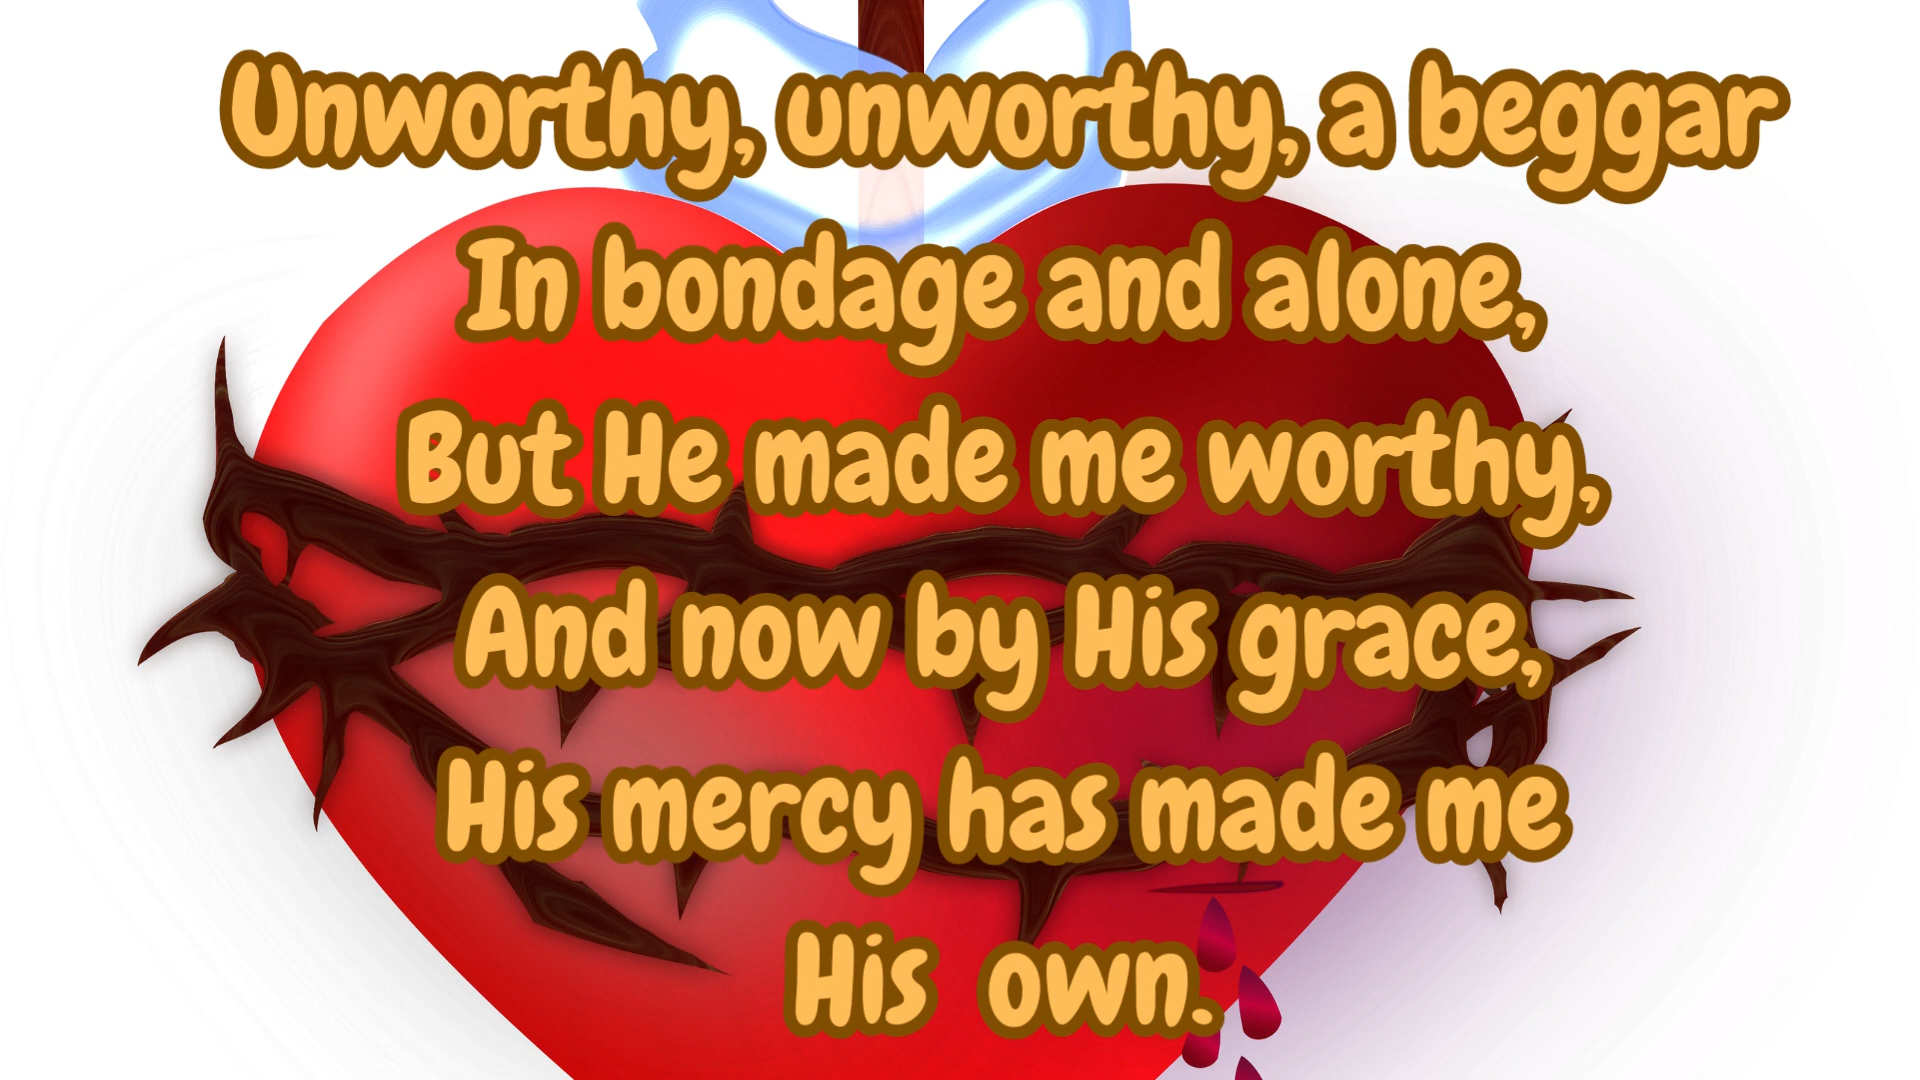 Unworthy, unworthy, a beggar
In bondage and alone,
But He made me worthy,
And now by His grace,
His mercy has made me
His own.